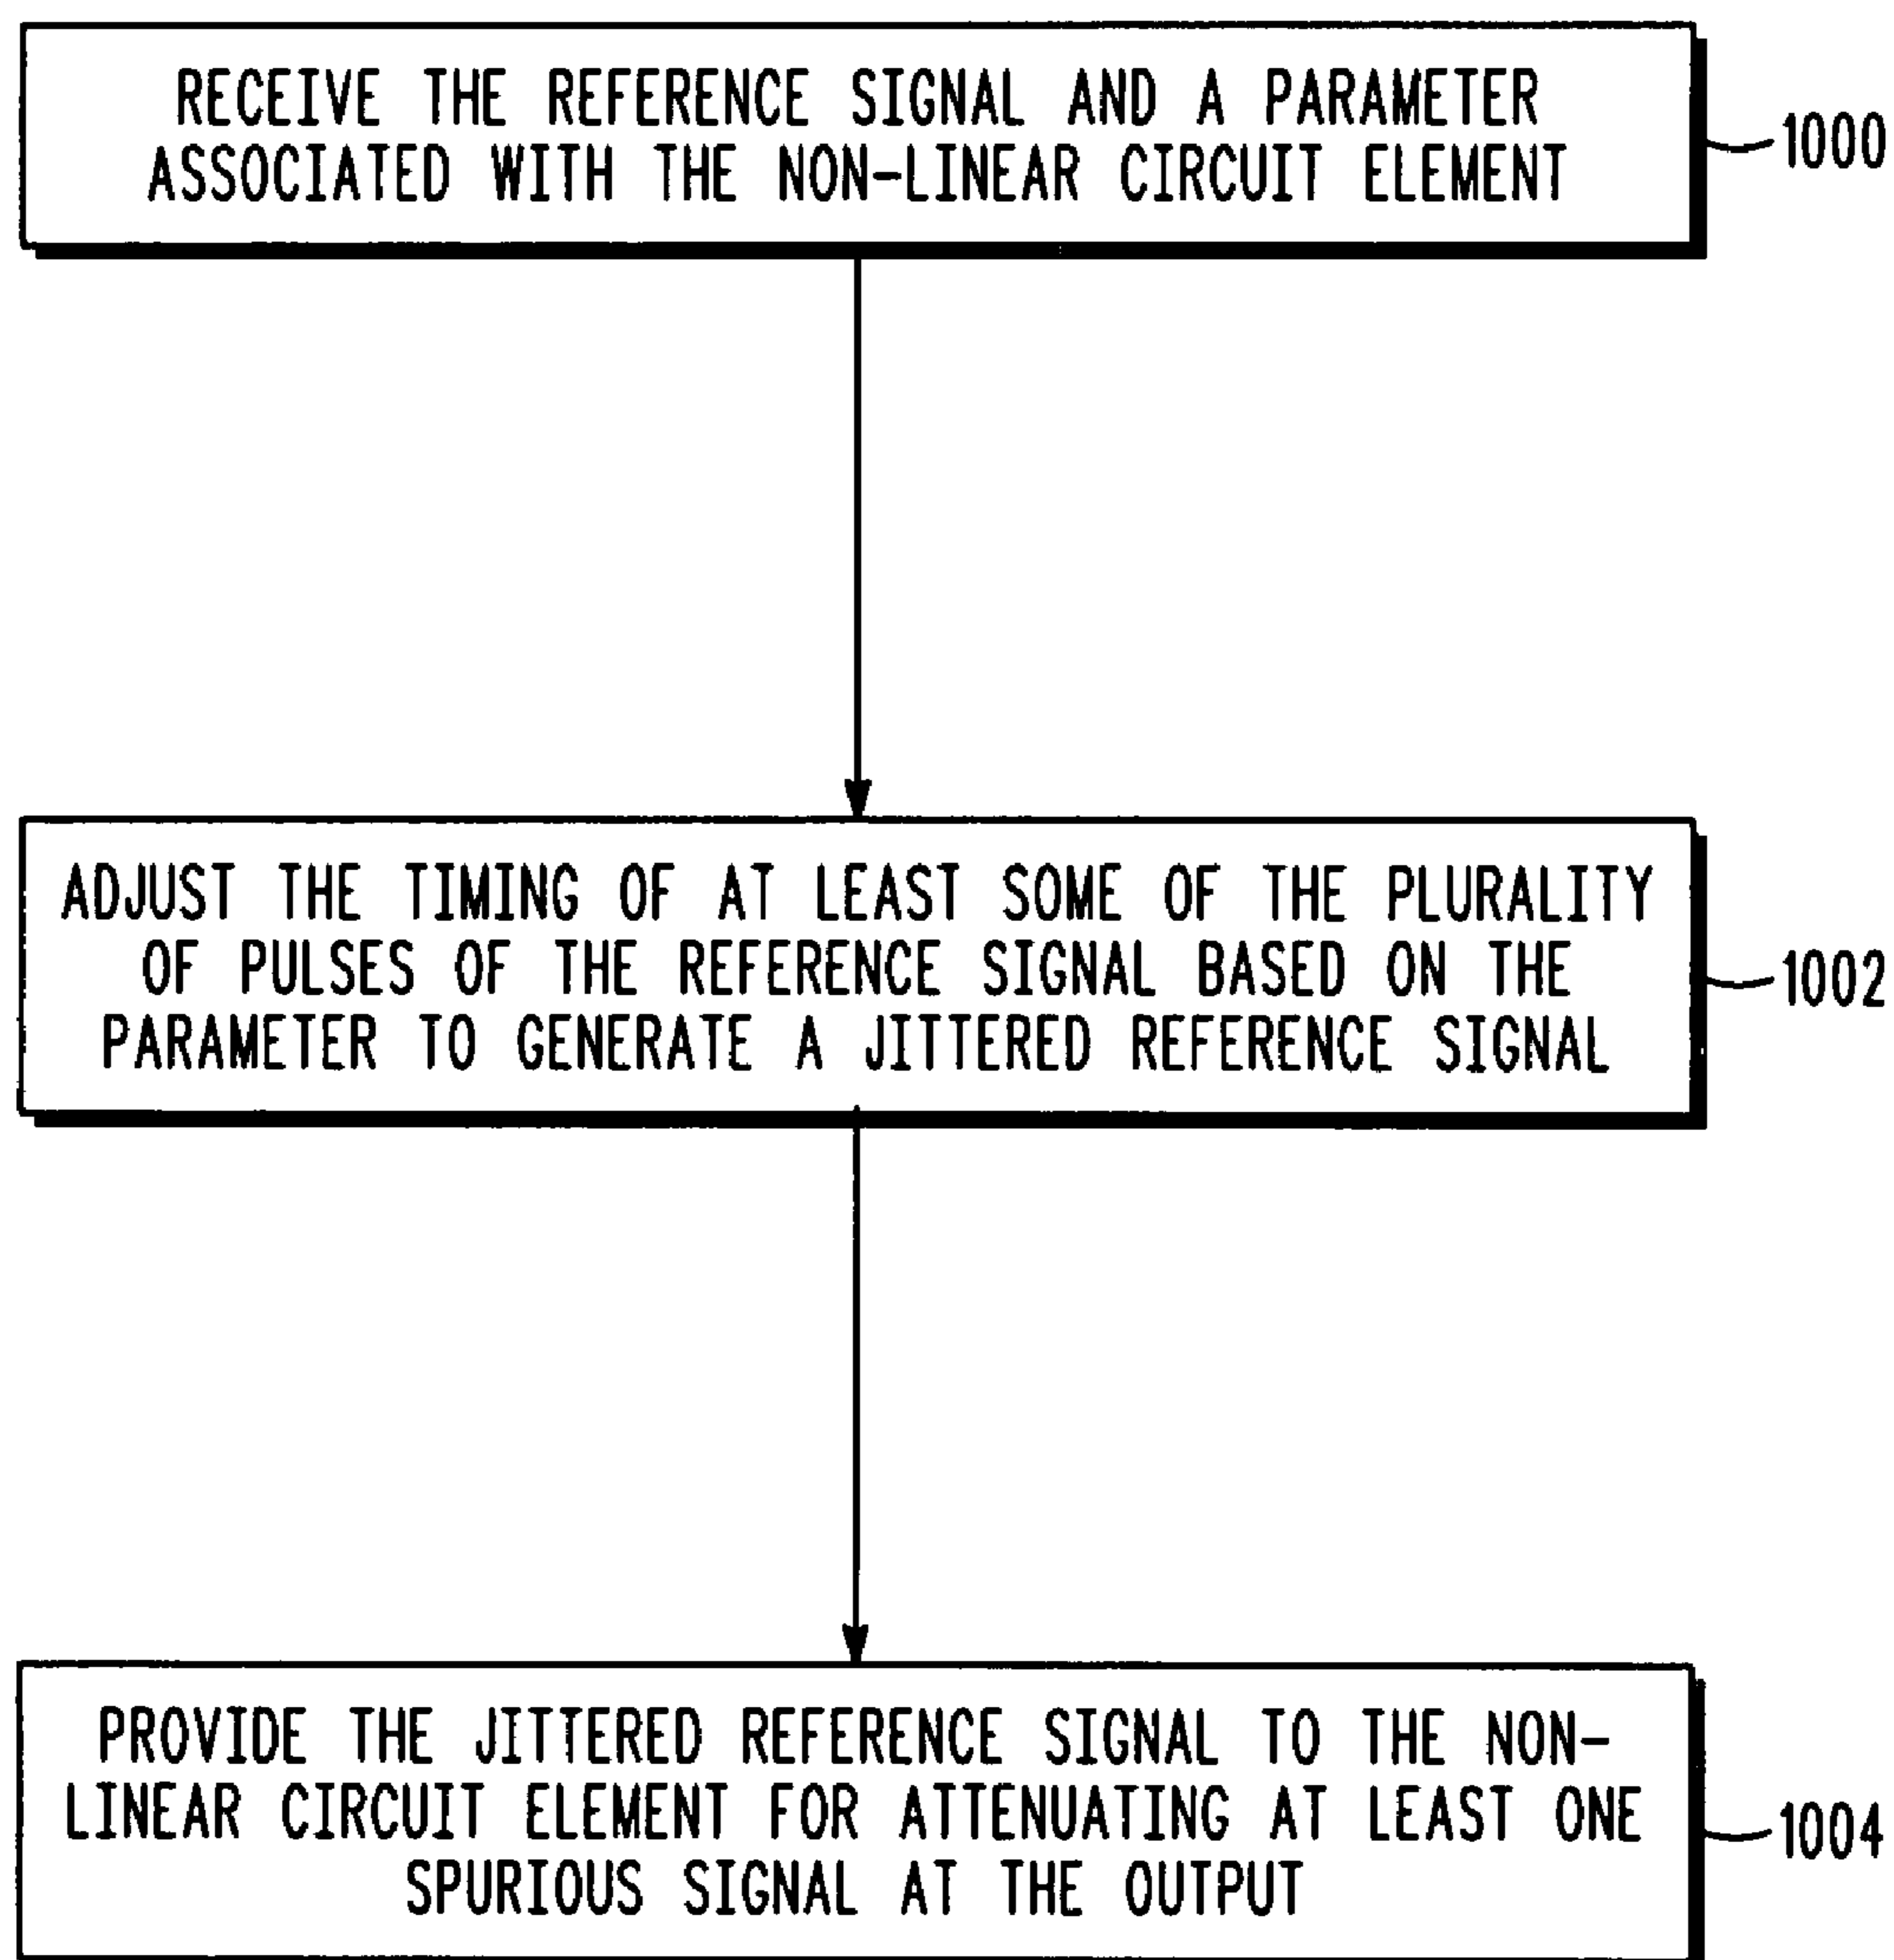 RECEIVE THE REFERENCE SIGNAL AND A PARAMETER
ASSOCIATED WITH THE NON-LINEAR CIRCUIT ELEMENT
1000
ADJUST THE TIMING OF AT LEAST SOME OF THE PLURALITY
OF PULSES OF THE REFERENCE SIGNAL BASED ON THE
PARAMETER TO GENERATE A JITTERED REFERENCE SIGNAL
1002
PROVIDE THE JITTERED REFERENCE SIGNAL TO THE NON-
LINEAR CIRCUIT ELEMENT FOR ATTENUATING AT LEAST ONE
SPURIOUS SIGNAL AT THE OUTPUT
1004